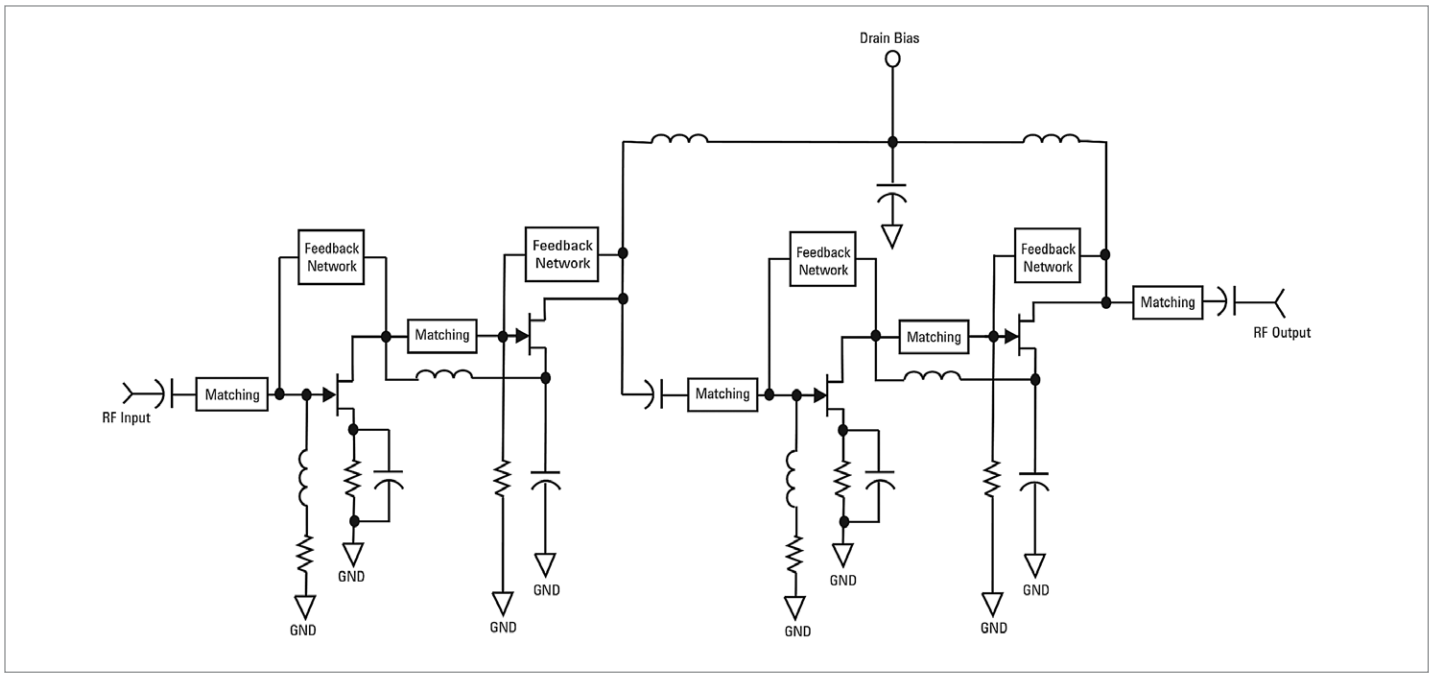 Drain Bias
Feedback
Network
Feedback
Network
Feedback
Network
Feedback
Network
Matching
RF Output
Matching
Matching
Matching
RF Input
Matching
GND
GND
GND
GND
GND
GND
GND
GND